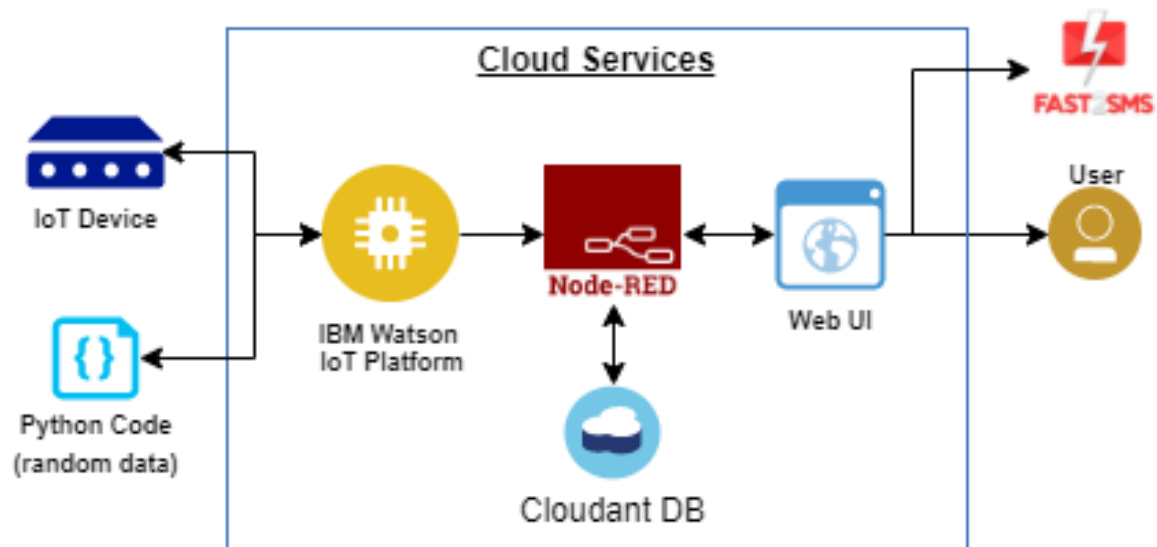 Cloud Services
FAST2SMS
User
IoT Device
Node-RED
IBM Watson
IoT Platform
Web UI
Python Code
(random data)
Cloudant DB